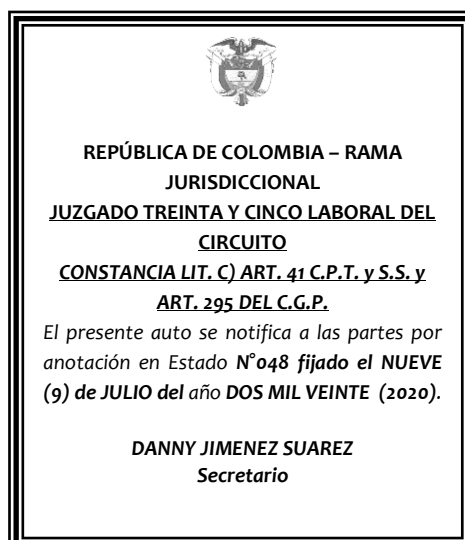 REPÚBLICA DE COLOMBIA – RAMA
JURISDICCIONAL
JUZGADO TREINTA Y CINCO LABORAL DEL
CIRCUITO
CONSTANCIA LIT. C) ART. 41 C.P.T. y S.S. y
ART. 295 DEL C.G.P.
El presente auto se notifica a las partes por
anotación en Estado N°048 fijado el NUEVE
(9) de JULIO del año DOS MIL VEINTE (2020).
DANNY JIMENEZ SUAREZ
Secretario